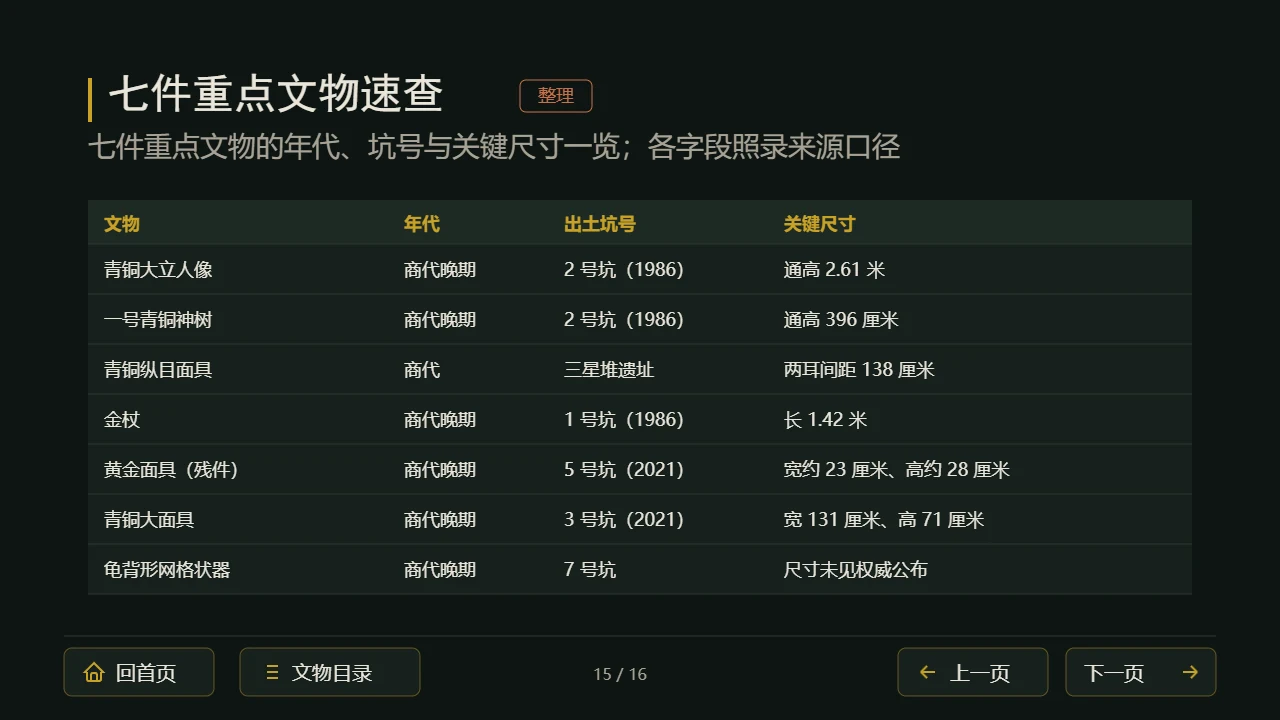 七件重点文物速查
整理
七件重点文物的年代、坑号与关键尺寸一览；各字段照录来源口径
文物 年代 出土坑号 关键尺寸
青铜大立人像 商代晚期 2 号坑（1986） 通高 2.61 米
一号青铜神树 商代晚期 2 号坑（1986） 通高 396 厘米
青铜纵目面具 商代 三星堆遗址 两耳间距 138 厘米
金杖 商代晚期 1 号坑（1986） 长 1.42 米
黄金面具（残件） 商代晚期 5 号坑（2021） 宽约 23 厘米、高约 28 厘米
青铜大面具 商代晚期 3 号坑（2021） 宽 131 厘米、高 71 厘米
龟背形网格状器 商代晚期 7 号坑 尺寸未见权威公布
回首页 文物目录 15 / 16 上一页 下一页